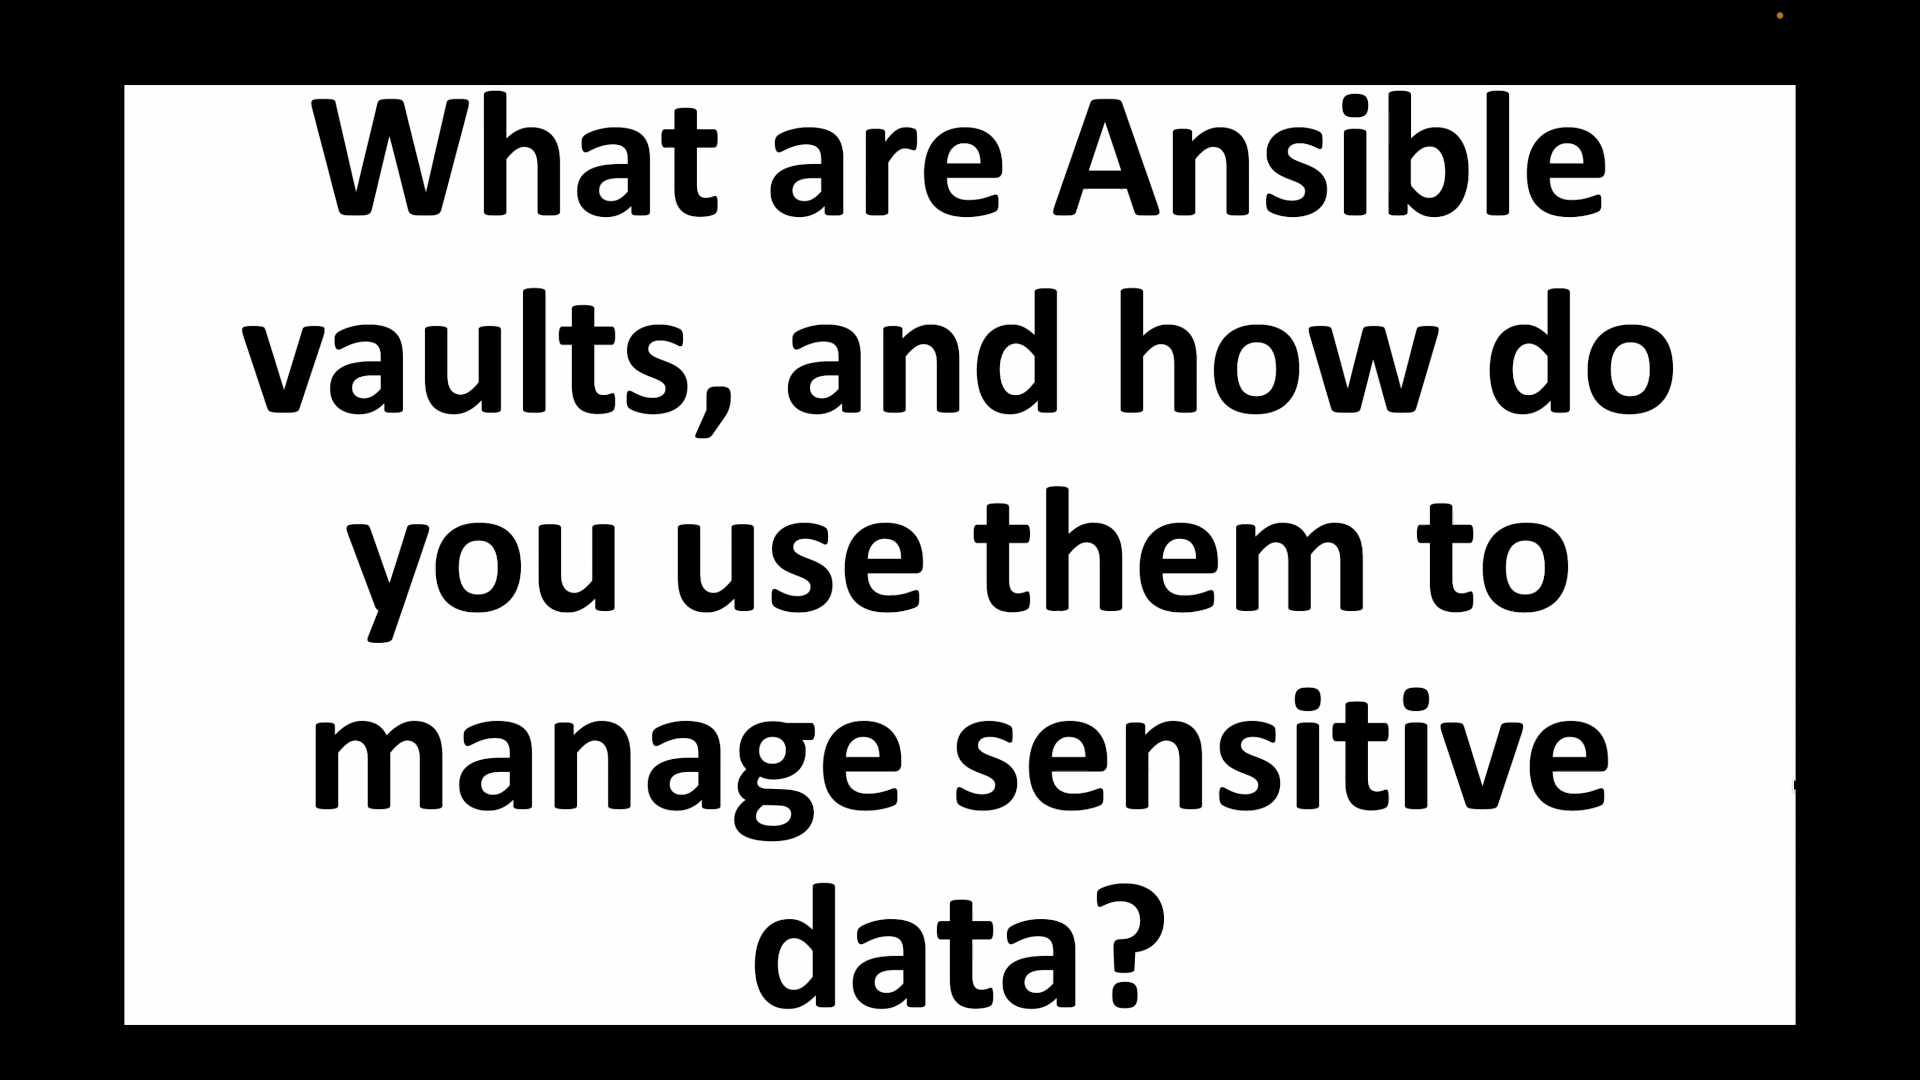 What are Ansible
vaults, and how do
you use them to
manage sensitive
data?